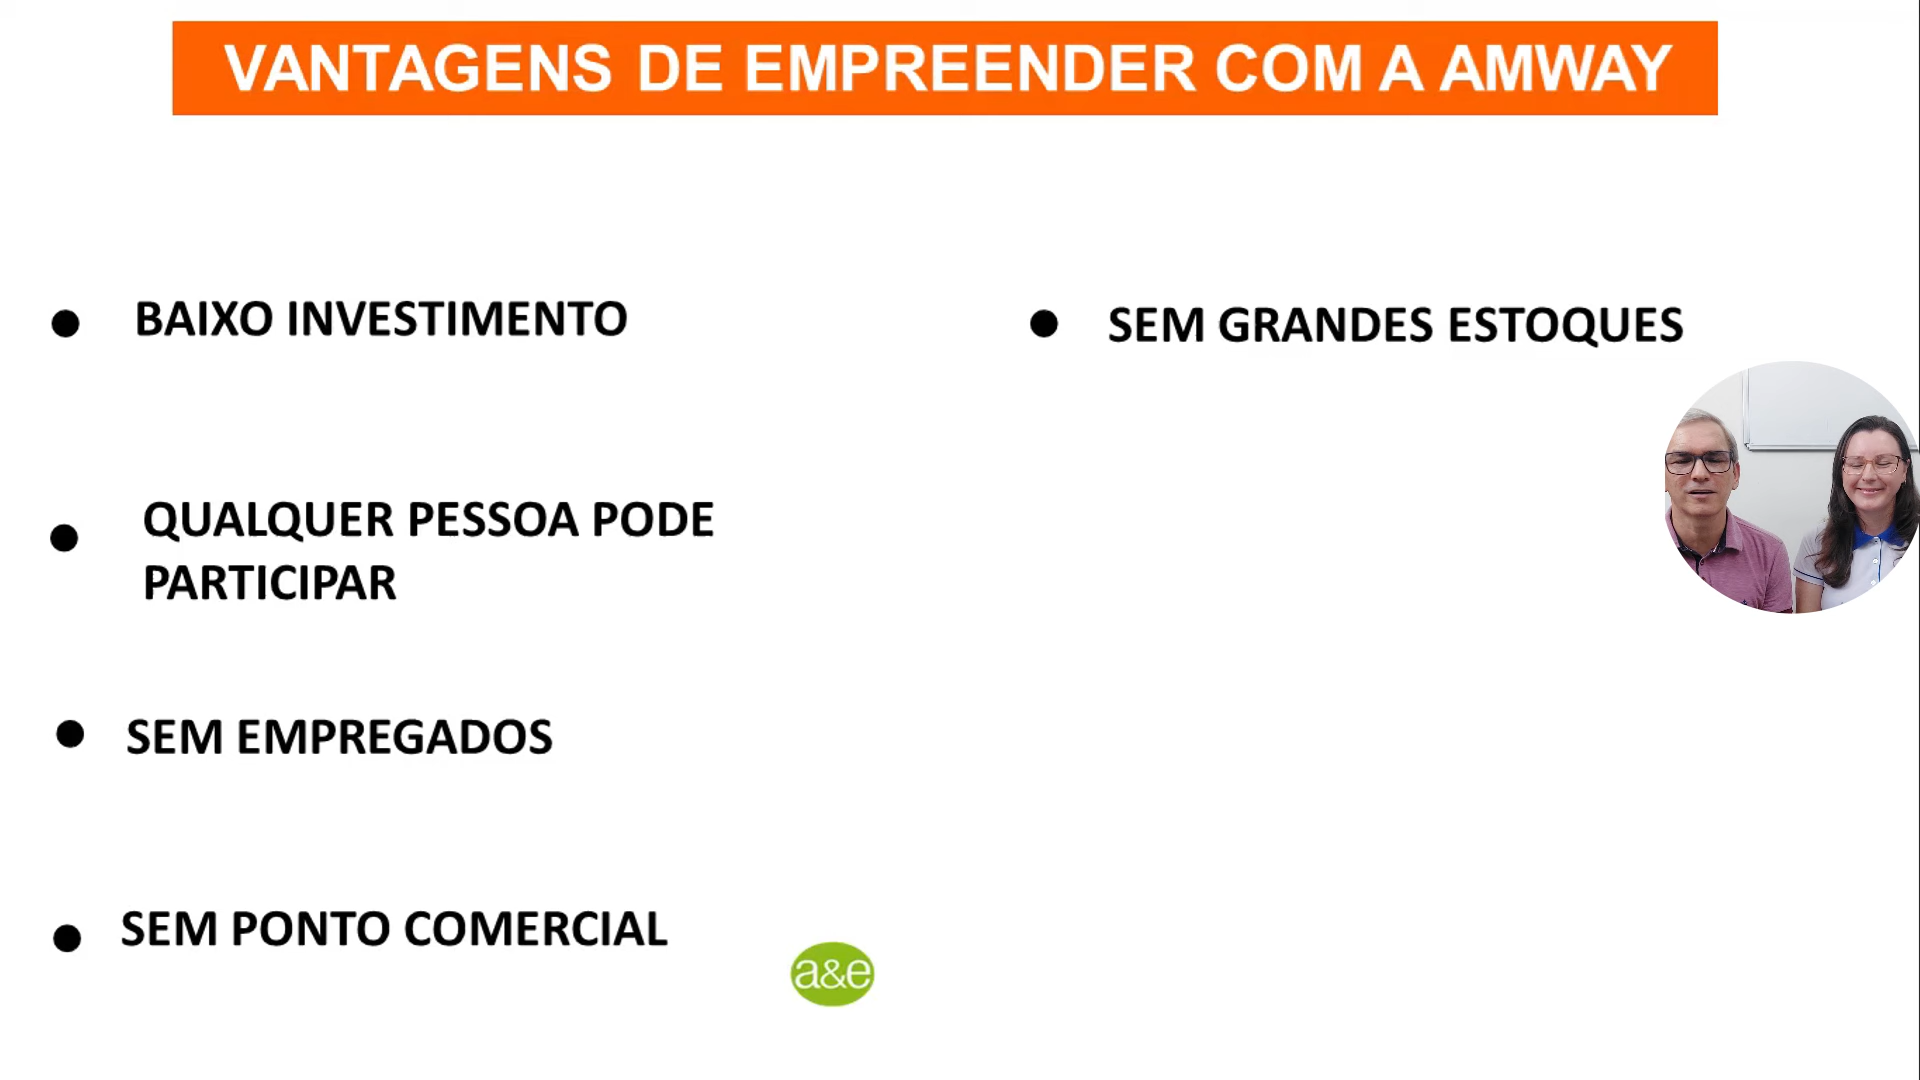 VANTAGENS DE EMPREENDER COM A AMWAY
BAIXO INVESTIMENTO
QUALQUER PESSOA PODE
PARTICIPAR
SEM EMPREGADOS
SEM PONTO COMERCIAL
SEM GRANDES ESTOQUES
a&e